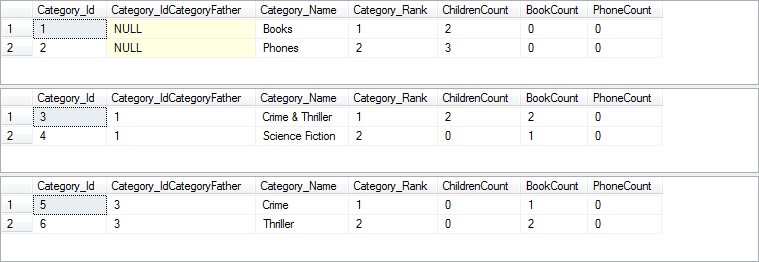 Category_Id Category_IdCategoryFather Category_Name Category_Rank ChildrenCount BookCount PhoneCount
1 1 NULL Books 1 2 0 0
2 2 NULL Phones 2 3 0 0
Category_Id Category_IdCategoryFather Category_Name Category_Rank ChildrenCount BookCount PhoneCount
1 3 1 Crime & Thriller 1 2 2 0
2 4 1 Science Fiction 2 0 1 0
Category_Id Category_IdCategoryFather Category_Name Category_Rank ChildrenCount BookCount PhoneCount
1 5 3 Crime 1 0 1 0
2 6 3 Thriller 2 0 2 0